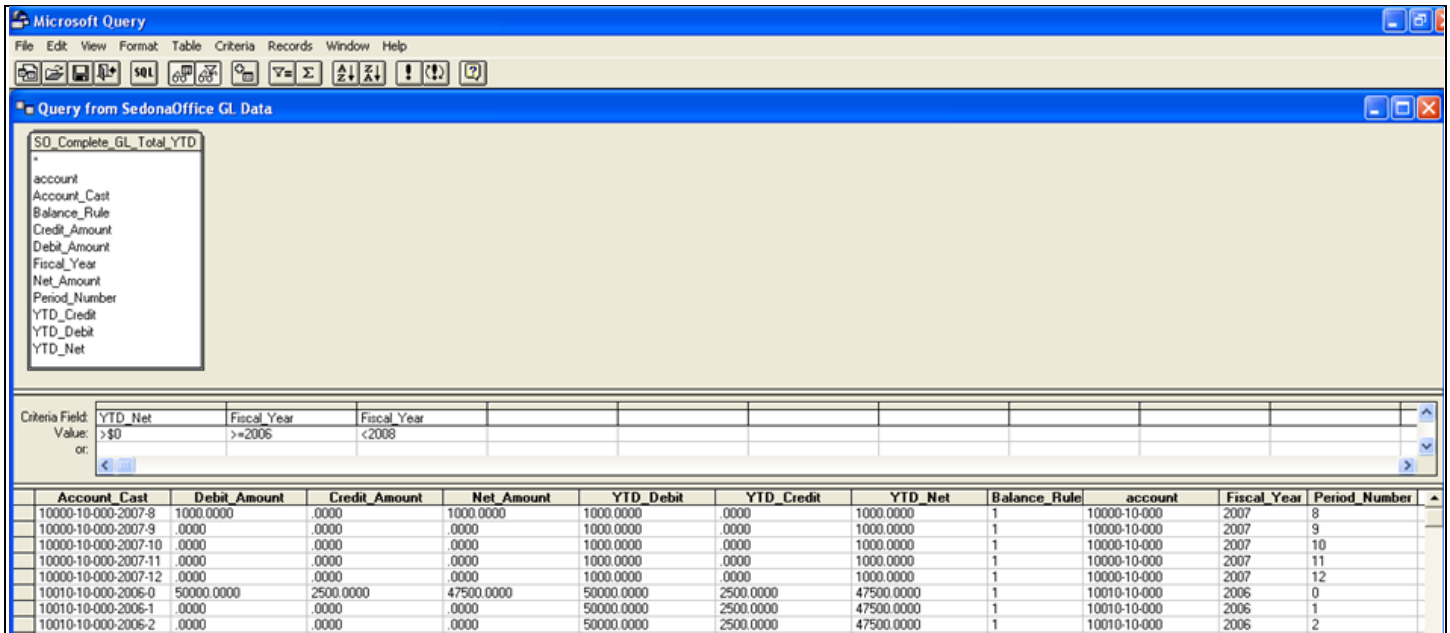 Microsoft Query
File Edit View Format Table Criteria Records Window Help
SQL
Query from SedonaOffice GL Data
SO_Complete_GL_Total_YTD
*
account
Account_Cast
Balance_Rule
Credit_Amount
Debit_Amount
Fiscal_Year
Net_Amount
Period_Number
YTD_Credit
YTD_Debit
YTD_Net
Criteria Field: YTD_Net Fiscal_Year Fiscal_Year
Value: >$0 >=2006 <2008
or:
Account_Cast Debit_Amount Credit_Amount Net_Amount YTD_Debit YTD_Credit YTD_Net Balance_Rule account Fiscal_Year Period_Number
10000-10-000-2007-8 1000.0000 .0000 1000.0000 1000.0000 .0000 1000.0000 1 10000-10-000 2007 8
10000-10-000-2007-9 .0000 .0000 .0000 1000.0000 .0000 1000.0000 1 10000-10-000 2007 9
10000-10-000-2007-10 .0000 .0000 .0000 1000.0000 .0000 1000.0000 1 10000-10-000 2007 10
10000-10-000-2007-11 .0000 .0000 .0000 1000.0000 .0000 1000.0000 1 10000-10-000 2007 11
10000-10-000-2007-12 .0000 .0000 .0000 1000.0000 .0000 1000.0000 1 10000-10-000 2007 12
10010-10-000-2006-0 50000.0000 2500.0000 47500.0000 50000.0000 2500.0000 47500.0000 1 10010-10-000 2006 0
10010-10-000-2006-1 .0000 .0000 .0000 50000.0000 2500.0000 47500.0000 1 10010-10-000 2006 1
10010-10-000-2006-2 .0000 .0000 .0000 50000.0000 2500.0000 47500.0000 1 10010-10-000 2006 2